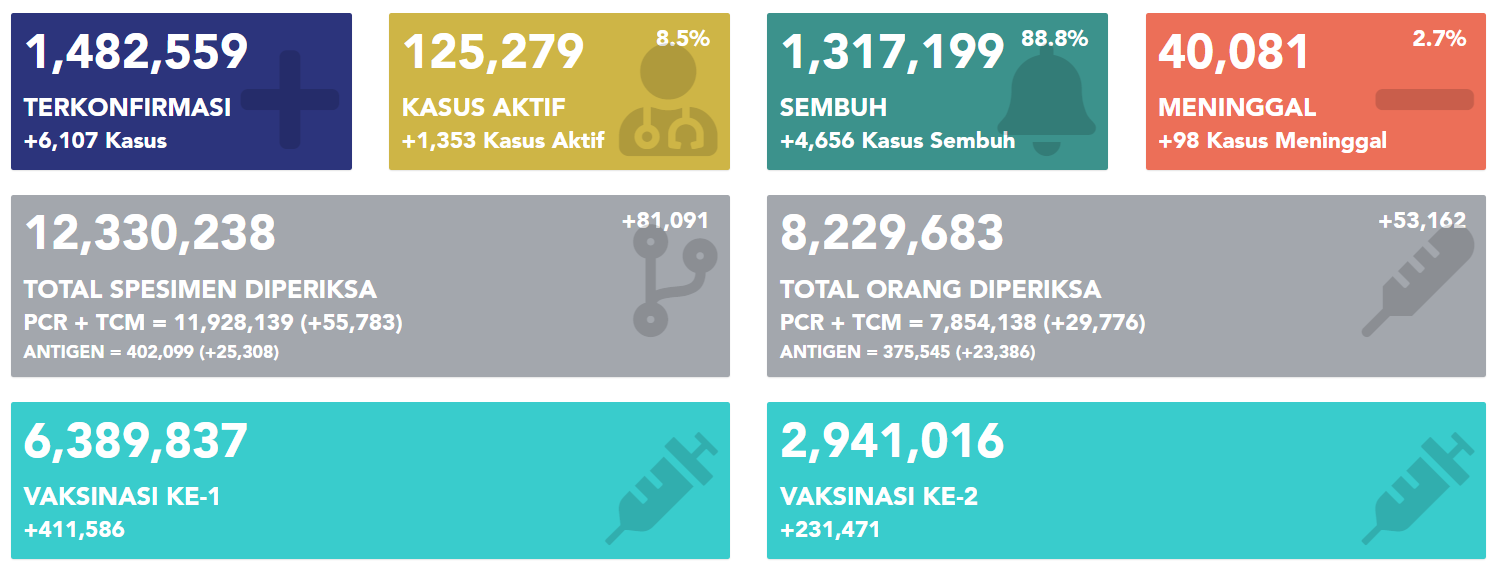 1,482,559
TERKONFIRMASI
+6,107 Kasus
125,279
8.5%
KASUS AKTIF
+1,353 Kasus Aktif
1,317,199
88.8%
SEMBUH
+4,656 Kasus Sembuh
40,081
2.7%
MENINGGAL
+98 Kasus Meninggal
12,330,238
+81,091
TOTAL SPESIMEN DIPERIKSA
PCR + TCM = 11,928,139 (+55,783)
ANTIGEN = 402,099 (+25,308)
8,229,683
+53,162
TOTAL ORANG DIPERIKSA
PCR + TCM = 7,854,138 (+29,776)
ANTIGEN = 375,545 (+23,386)
6,389,837
VAKSINASI KE-1
+411,586
2,941,016
VAKSINASI KE-2
+231,471